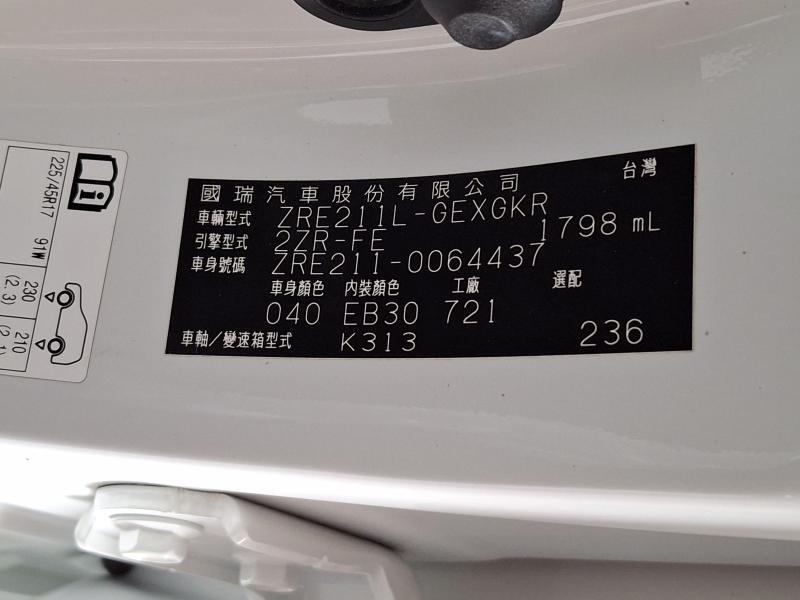 國瑞汽車股份有限公司 台灣
車輛型式 ZRE211L-GEXGKR
引擎型式 2ZR-FE 1798 mL
車身號碼 ZRE211-0064437
車身顏色 內裝顏色 工廠 選配
040 EB30 721
車軸/變速箱型式 K313 236
225/45R17 91W
230
(2.3)
210